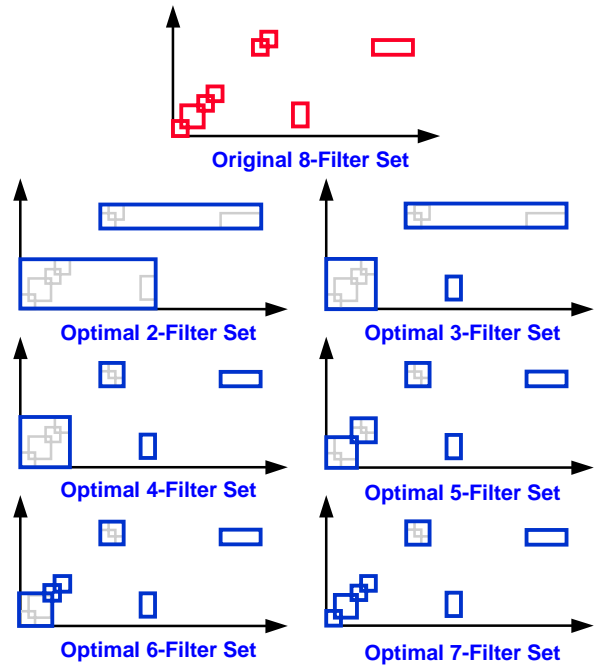 Original 8-Filter Set
Optimal 2-Filter Set
Optimal 3-Filter Set
Optimal 4-Filter Set
Optimal 5-Filter Set
Optimal 6-Filter Set
Optimal 7-Filter Set